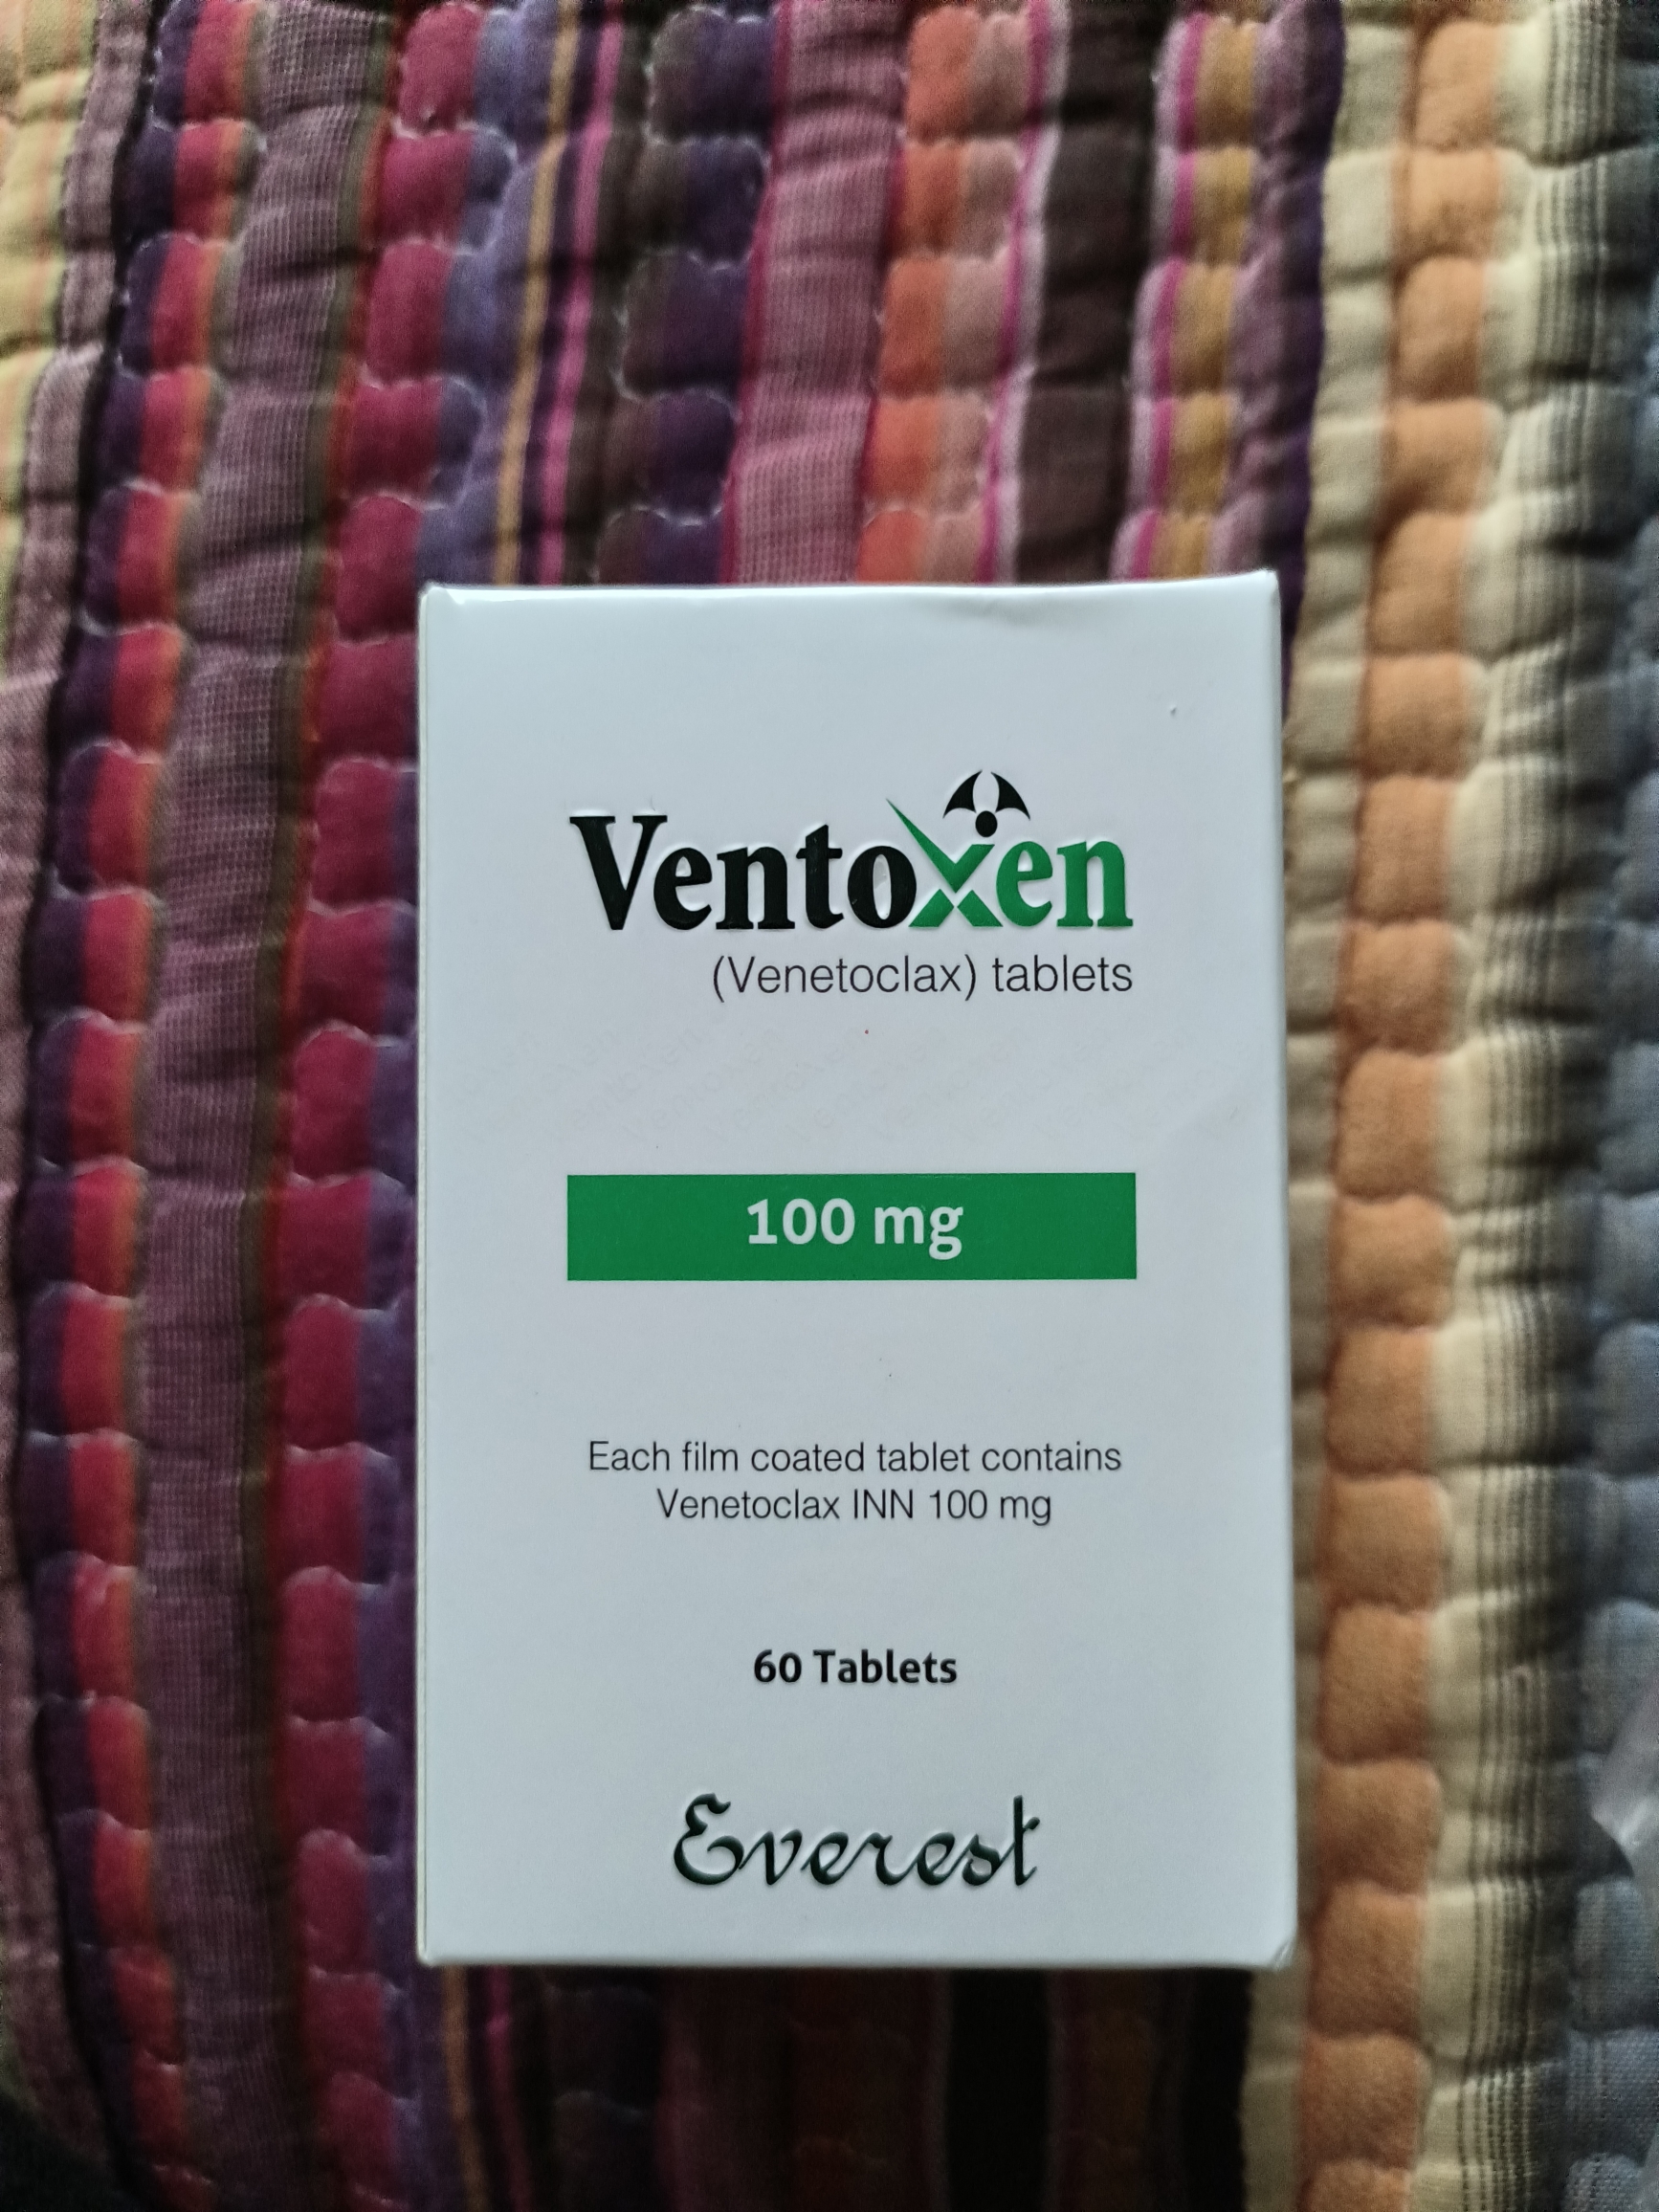 Ventoxen
(Venetoclax) tablets
100 mg
Each film coated tablet contains
Venetoclax INN 100 mg
60 Tablets
Everest